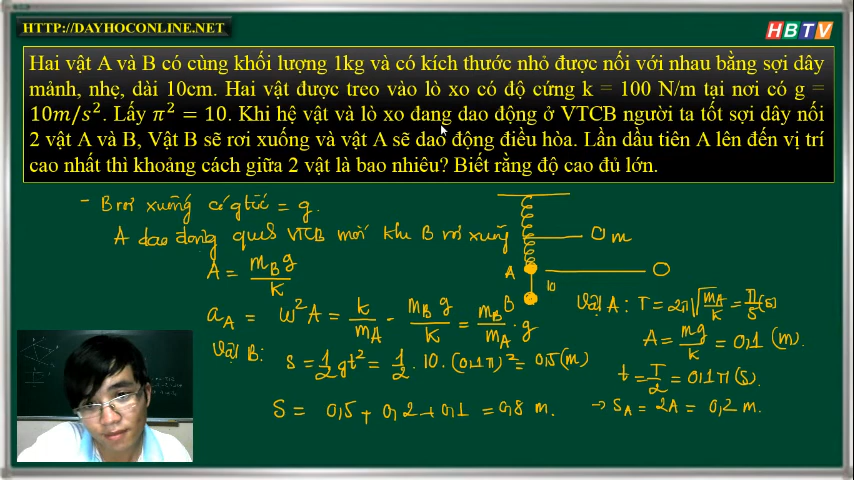 HTTP://DAYHOCONLINE.NET
HBTV
Hai vật A và B có cùng khối lượng 1kg và có kích thước nhỏ được nối với nhau bằng sợi dây
mảnh, nhẹ, dài 10cm. Hai vật được treo vào lò xo có độ cứng k = 100 N/m tại nơi có g =
10m/s². Lấy π² = 10. Khi hệ vật và lò xo đang dao động ở VTCB người ta tốt sợi dây nối
2 vật A và B, Vật B sẽ rơi xuống và vật A sẽ dao động điều hòa. Lần dầu tiên A lên đến vị trí
cao nhất thì khoảng cách giữa 2 vật là bao nhiêu? Biết rằng độ cao đủ lớn.
- B rơi xuống có gtốc = g.
A dao động quanh VTCB mới khi B rơi xuống
O m
A = m_B g / k
A
O
10
B
a_A = ω²A = k/m_A - m_B g / k = m_B/m_A . g
Vật A : T = 2π√(m_A/k) = π/5 (s)
A = mg/k = 0,1 (m).
Vật B: S = 1/2 gt² = 1/2 . 10 . (0,1π)² = 0,5 (m)
t = T/2 = 0,1π (s).
S = 0,5 + 0,2 + 0,1 = 0,8 m.
→ S_A = 2A = 0,2 m.